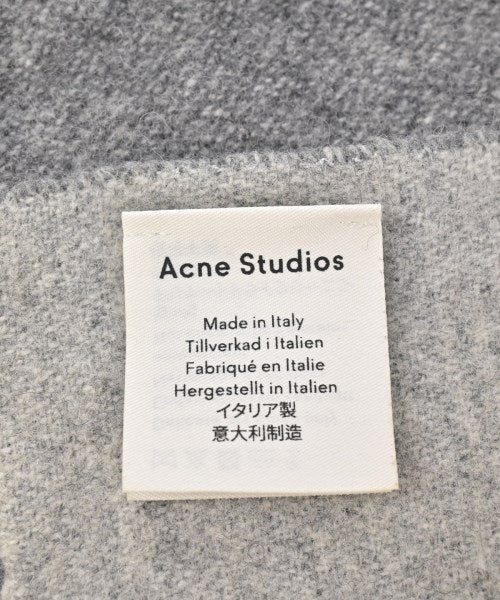 Acne Studios
Made in Italy
Tillverkad i Italien
Fabriqué en Italie
Hergestellt in Italien
イタリア製
意大利制造